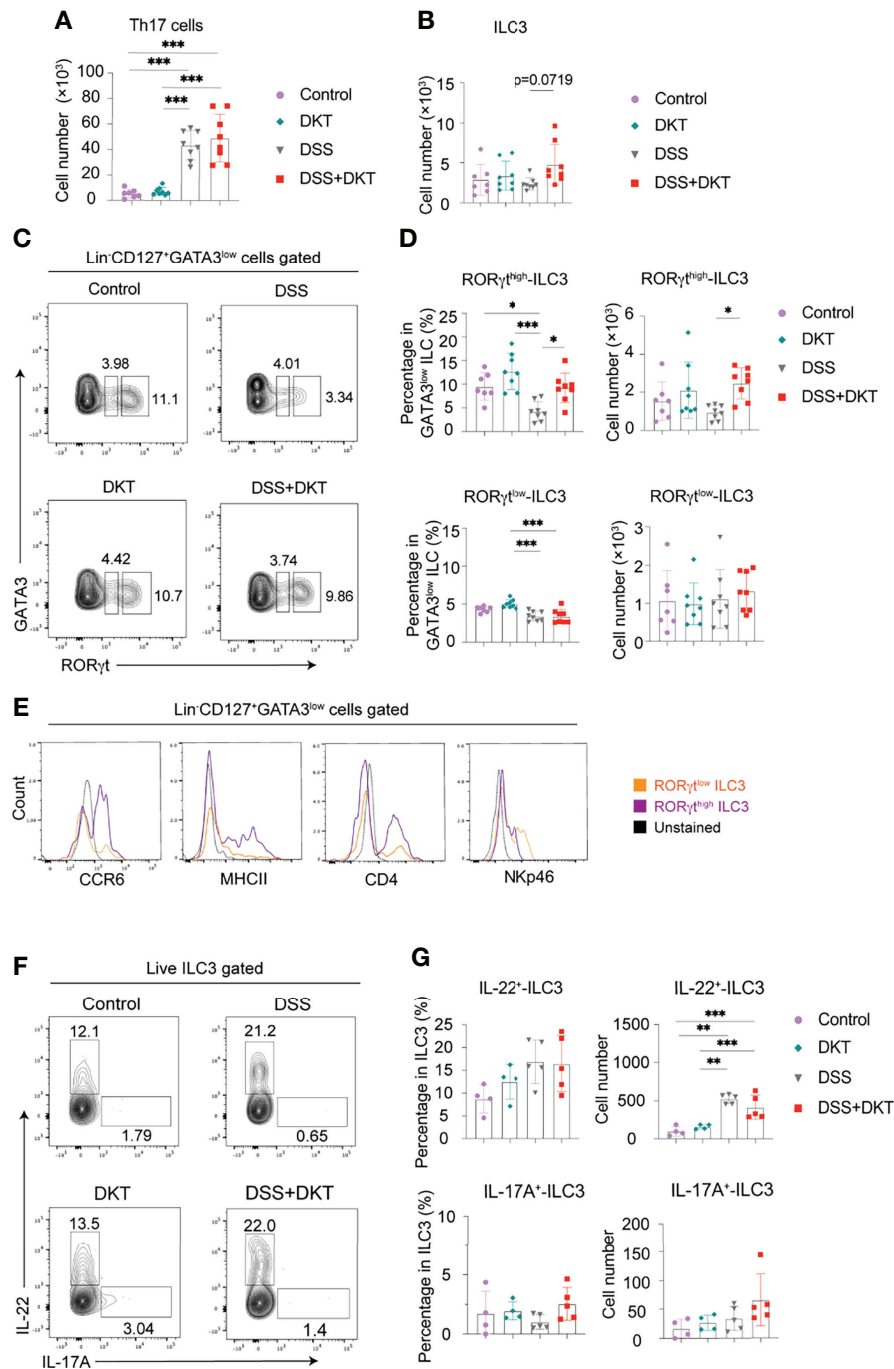 A
Th17 cells
Cell number (×10³)
100
80
60
40
20
0
***
***
***
***
Control
DKT
DSS
DSS+DKT
B
ILC3
Cell number (×10³)
15
10
5
0
p=0.0719
Control
DKT
DSS
DSS+DKT
C
Lin⁻CD127⁺GATA3ˡᵒʷ cells gated
Control
3.98
11.1
DSS
4.01
3.34
DKT
4.42
10.7
DSS+DKT
3.74
9.86
GATA3
RORγt
D
RORγtʰⁱᵍʰ-ILC3
Percentage in
GATA3ˡᵒʷ ILC (%)
25
20
15
10
5
0
*
***
*
RORγtʰⁱᵍʰ-ILC3
Cell number (×10³)
6
4
2
0
*
Control
DKT
DSS
DSS+DKT
RORγtˡᵒʷ-ILC3
Percentage in
GATA3ˡᵒʷ ILC (%)
25
20
15
10
5
0
***
***
RORγtˡᵒʷ-ILC3
Cell number (×10³)
3
2
1
0
E
Lin⁻CD127⁺GATA3ˡᵒʷ cells gated
Count
CCR6
MHCII
CD4
NKp46
RORγtˡᵒʷ ILC3
RORγtʰⁱᵍʰ ILC3
Unstained
F
Live ILC3 gated
Control
12.1
1.79
DSS
21.2
0.65
DKT
13.5
3.04
DSS+DKT
22.0
1.4
IL-22
IL-17A
G
IL-22⁺-ILC3
Percentage in ILC3 (%)
25
20
15
10
5
0
IL-22⁺-ILC3
Cell number
1500
1000
500
0
***
**
***
**
Control
DKT
DSS
DSS+DKT
IL-17A⁺-ILC3
Percentage in ILC3 (%)
10
5
0
IL-17A⁺-ILC3
Cell number
200
150
100
50
0